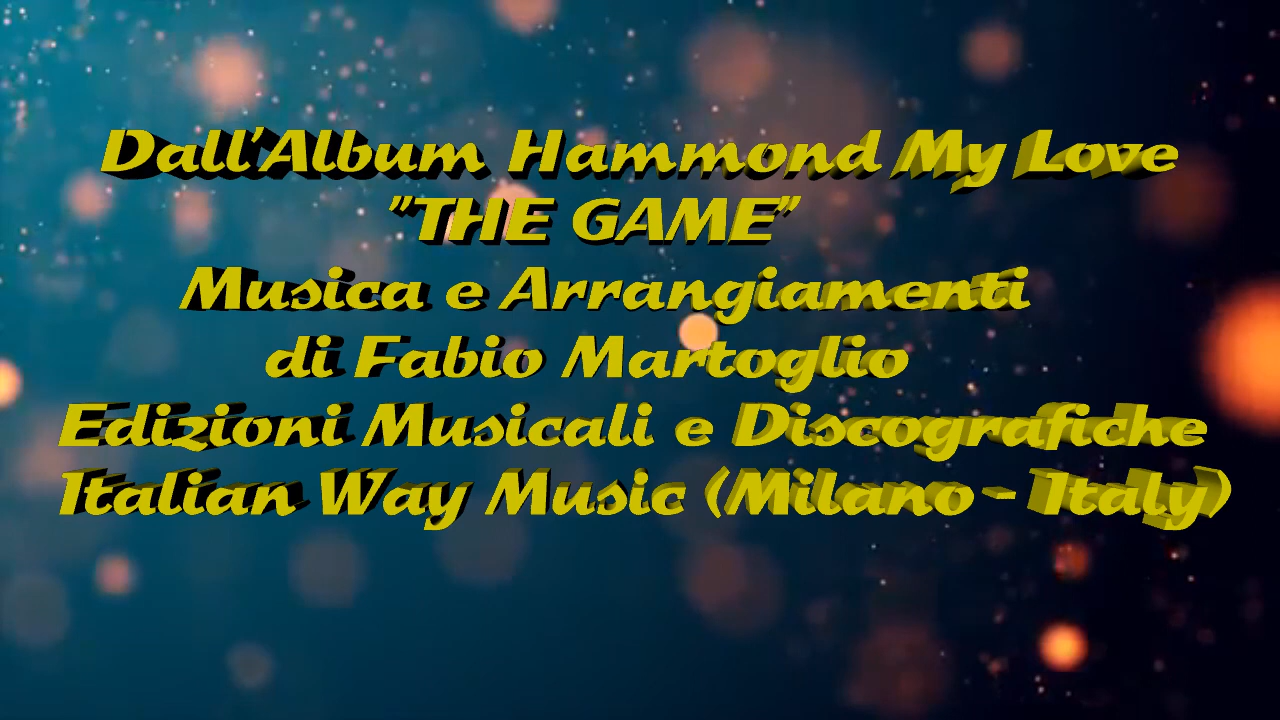 Dall'Album Hammond My Love
"THE GAME"
Musica e Arrangiamenti
di Fabio Martoglio
Edizioni Musicali e Discografiche
Italian Way Music (Milano - Italy)